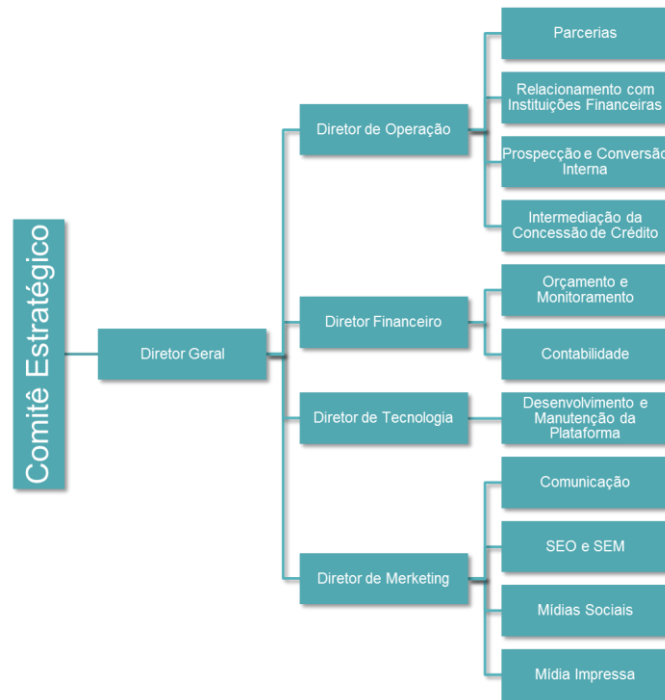 Comitê Estratégico
Diretor Geral
Diretor de Operação
Parcerias
Relacionamento com
Instituições Financeiras
Prospecção e Conversão
Interna
Intermediação da
Concessão de Crédito
Diretor Financeiro
Orçamento e
Monitoramento
Contabilidade
Diretor de Tecnologia
Desenvolvimento e
Manutenção da
Plataforma
Diretor de Merketing
Comunicação
SEO e SEM
Mídias Sociais
Mídia Impressa